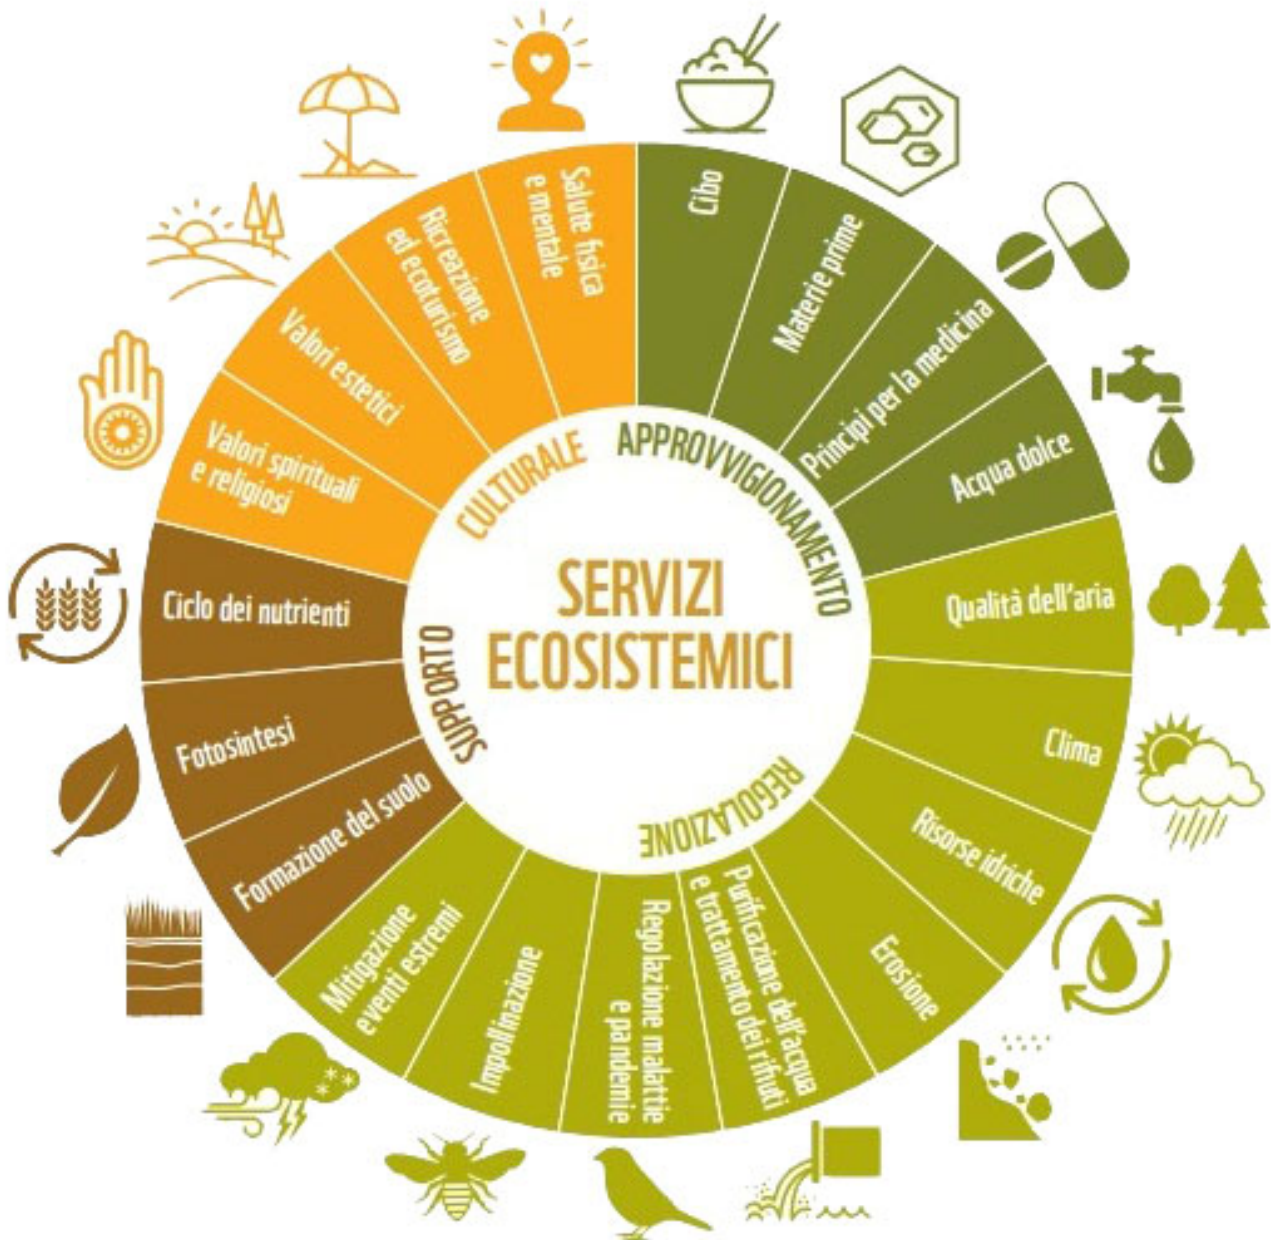 SERVIZI
ECOSISTEMICI
APPROVVIGIONAMENTO
Cibo
Materie prime
Principi per la medicina
Acqua dolce
REGOLAZIONE
Qualità dell'aria
Clima
Risorse idriche
Erosione
Purificazione dell'acqua
e trattamento dei rifiuti
Regolazione malattie
e pandemie
Impollinazione
Mitigazione
eventi estremi
SUPPORTO
Formazione del suolo
Fotosintesi
Ciclo dei nutrienti
CULTURALE
Valori spirituali
e religiosi
Valori estetici
Ricreazione
ed ecoturismo
Salute fisica
e mentale